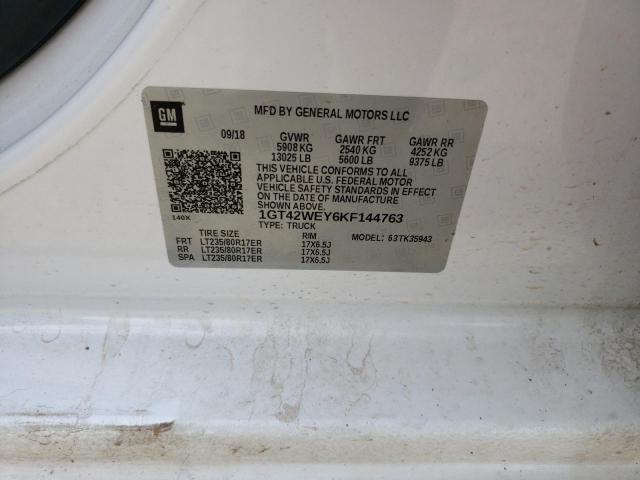 GM
MFD BY GENERAL MOTORS LLC
09/18 GVWR GAWR FRT GAWR RR
5908 KG 2540 KG 4252 KG
13025 LB 5600 LB 9375 LB
THIS VEHICLE CONFORMS TO ALL
APPLICABLE U.S. FEDERAL MOTOR
VEHICLE SAFETY STANDARDS IN EFFECT
ON THE DATE OF MANUFACTURE
SHOWN ABOVE.
140X 1GT42WEY6KF144763
TYPE: TRUCK
TIRE SIZE RIM MODEL: 63TK35943
FRT LT235/80R17ER 17X6.5J
RR LT235/80R17ER 17X6.5J
SPA LT235/80R17ER 17X6.5J